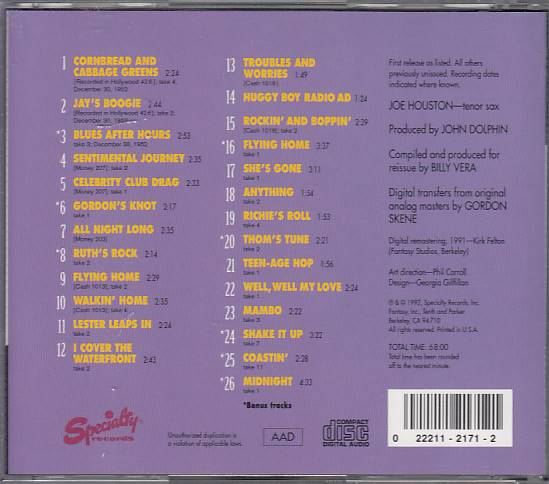 1 CORNBREAD AND
CABBAGE GREENS 2:24
(Recorded in Hollywood 426); take 4,
December 30, 1952
2 JAY'S BOOGIE 2:44
(Recorded in Hollywood 426); take 2;
December 30,
*3 BLUES AFTER HOURS 2:53
take 3; December 28, 1952
4 SENTIMENTAL JOURNEY 2:35
(Money 207); take 2
5 CELEBRITY CLUB DRAG 2:23
(Money 207); take 1
*6 GORDON'S KNOT 2:17
take 1
7 ALL NIGHT LONG 2:35
(Money 203)
*8 RUTH'S ROCK 2:14
take 2
9 FLYING HOME 2:29
(Cash 1013); take 2
10 WALKIN' HOME 2:35
(Cash 1013); take 4
11 LESTER LEAPS IN 2:24
take 2
12 I COVER THE
WATERFRONT 2:43
take 2
13 TROUBLES AND
WORRIES 1:49
(Cash 1018)
14 HUGGY BOY RADIO AD 1:24
15 ROCKIN' AND BOPPIN' 2:39
(Cash 1018); take 2
*16 FLYING HOME 3:37
take 1
17 SHE'S GONE 3:11
take 1
18 ANYTHING 1:54
take 2
19 RICHIE'S ROLL 1:53
take 4
*20 THOM'S TUNE 2:21
take 2
21 TEEN-AGE HOP 1:56
take 1
22 WELL, WELL MY LOVE 2:24
take 1
23 MAMBO 2:22
take 3
*24 SHAKE IT UP 3:22
take 7
*25 COASTIN' 2:28
take 11
*26 MIDNIGHT 4:33
take 1
*Bonus tracks
First release as listed. All others
previously unissued. Recording dates
indicated where known.
JOE HOUSTON—tenor sax
Produced by JOHN DOLPHIN
Compiled and produced for
reissue by BILLY VERA
Digital transfers from original
analog masters by GORDON
SKENE
Digital remastering, 1991—Kirk Felton
(Fantasy Studios, Berkeley)
Art direction—Phil Carroll
Design—Georgia Gillfillan
℗ & © 1992, Specialty Records, Inc.
Fantasy, Inc., Tenth and Parker
Berkeley, CA 94710
All rights reserved. Printed in U.S.A.
TOTAL TIME: 68:00
Total time has been rounded
off to the nearest minute.
Specialty
records
Unauthorized duplication is
a violation of applicable laws.
AAD
COMPACT
disc
DIGITAL AUDIO
0 22211-2171-2